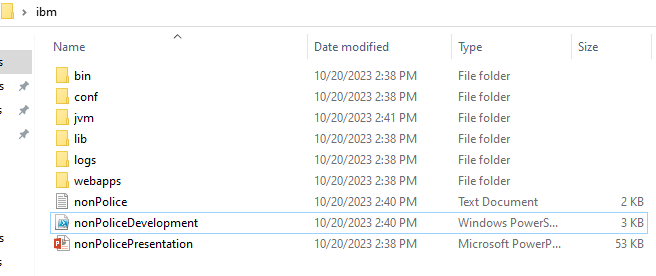 ibm
Name Date modified Type Size
bin 10/20/2023 2:38 PM File folder
conf 10/20/2023 2:38 PM File folder
jvm 10/20/2023 2:41 PM File folder
lib 10/20/2023 2:38 PM File folder
logs 10/20/2023 2:38 PM File folder
webapps 10/20/2023 2:38 PM File folder
nonPolice 10/20/2023 2:40 PM Text Document 2 KB
nonPoliceDevelopment 10/20/2023 2:40 PM Windows PowerS... 3 KB
nonPolicePresentation 10/20/2023 2:38 PM Microsoft PowerP... 53 KB